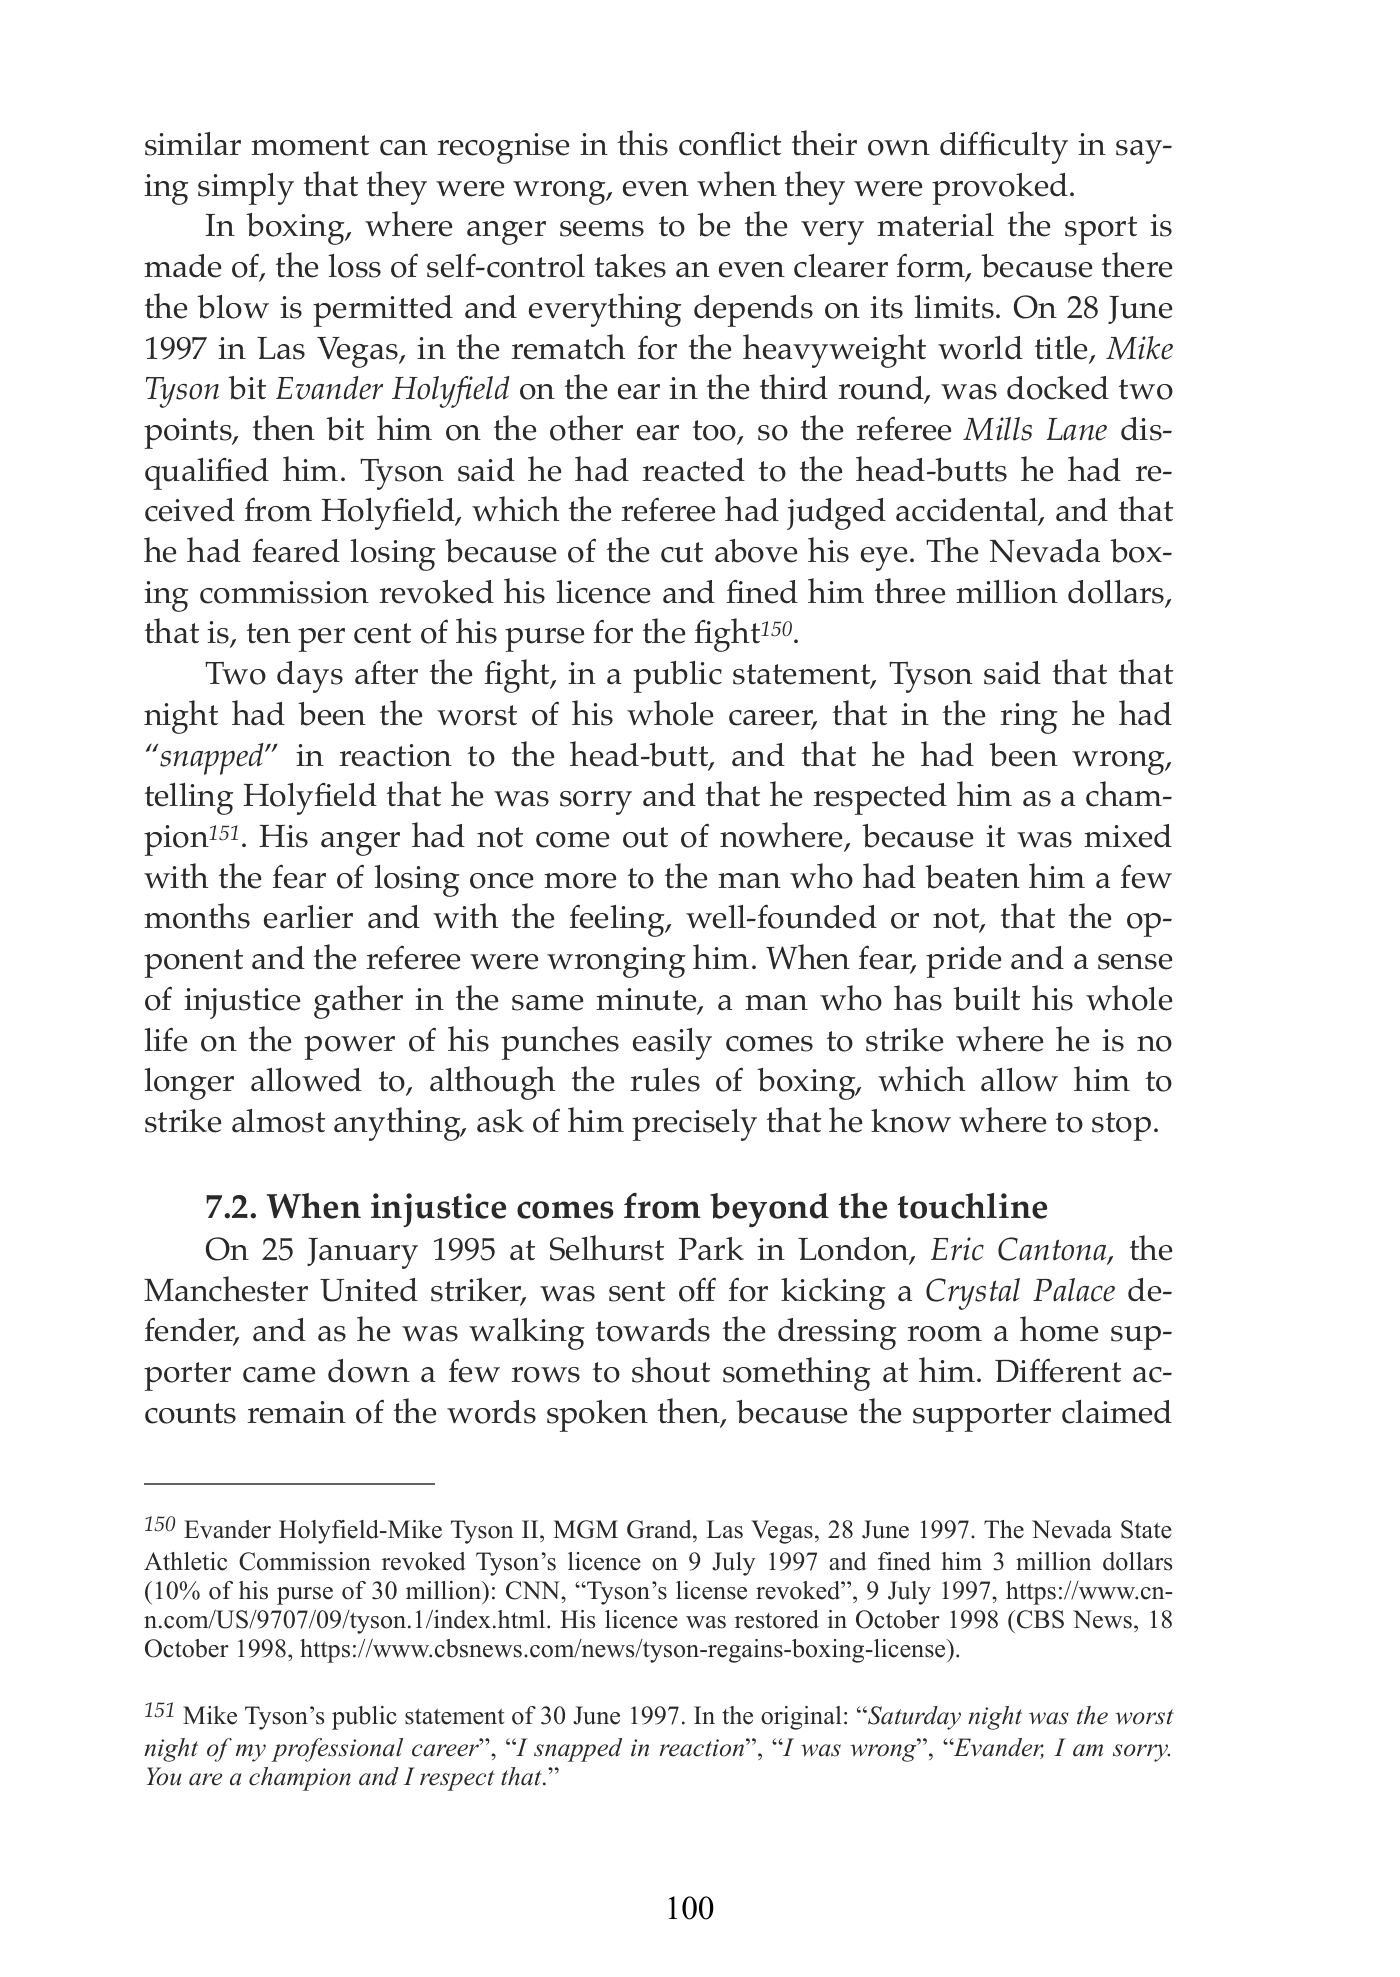 similar moment can recognise in this conflict their own difficulty in say-
ing simply that they were wrong, even when they were provoked.
In boxing, where anger seems to be the very material the sport is
made of, the loss of self-control takes an even clearer form, because there
the blow is permitted and everything depends on its limits. On 28 June
1997 in Las Vegas, in the rematch for the heavyweight world title, Mike
Tyson bit Evander Holyfield on the ear in the third round, was docked two
points, then bit him on the other ear too, so the referee Mills Lane dis-
qualified him. Tyson said he had reacted to the head-butts he had re-
ceived from Holyfield, which the referee had judged accidental, and that
he had feared losing because of the cut above his eye. The Nevada box-
ing commission revoked his licence and fined him three million dollars,
that is, ten per cent of his purse for the fight150.
Two days after the fight, in a public statement, Tyson said that that
night had been the worst of his whole career, that in the ring he had
“snapped” in reaction to the head-butt, and that he had been wrong,
telling Holyfield that he was sorry and that he respected him as a cham-
pion151. His anger had not come out of nowhere, because it was mixed
with the fear of losing once more to the man who had beaten him a few
months earlier and with the feeling, well-founded or not, that the op-
ponent and the referee were wronging him. When fear, pride and a sense
of injustice gather in the same minute, a man who has built his whole
life on the power of his punches easily comes to strike where he is no
longer allowed to, although the rules of boxing, which allow him to
strike almost anything, ask of him precisely that he know where to stop.
7.2. When injustice comes from beyond the touchline
On 25 January 1995 at Selhurst Park in London, Eric Cantona, the
Manchester United striker, was sent off for kicking a Crystal Palace de-
fender, and as he was walking towards the dressing room a home sup-
porter came down a few rows to shout something at him. Different ac-
counts remain of the words spoken then, because the supporter claimed
150 Evander Holyfield-Mike Tyson II, MGM Grand, Las Vegas, 28 June 1997. The Nevada State
Athletic Commission revoked Tyson’s licence on 9 July 1997 and fined him 3 million dollars
(10% of his purse of 30 million): CNN, “Tyson’s license revoked”, 9 July 1997, https://www.cn-
n.com/US/9707/09/tyson.1/index.html. His licence was restored in October 1998 (CBS News, 18
October 1998, https://www.cbsnews.com/news/tyson-regains-boxing-license).
151 Mike Tyson’s public statement of 30 June 1997. In the original: “Saturday night was the worst
night of my professional career”, “I snapped in reaction”, “I was wrong”, “Evander, I am sorry.
You are a champion and I respect that.”
100